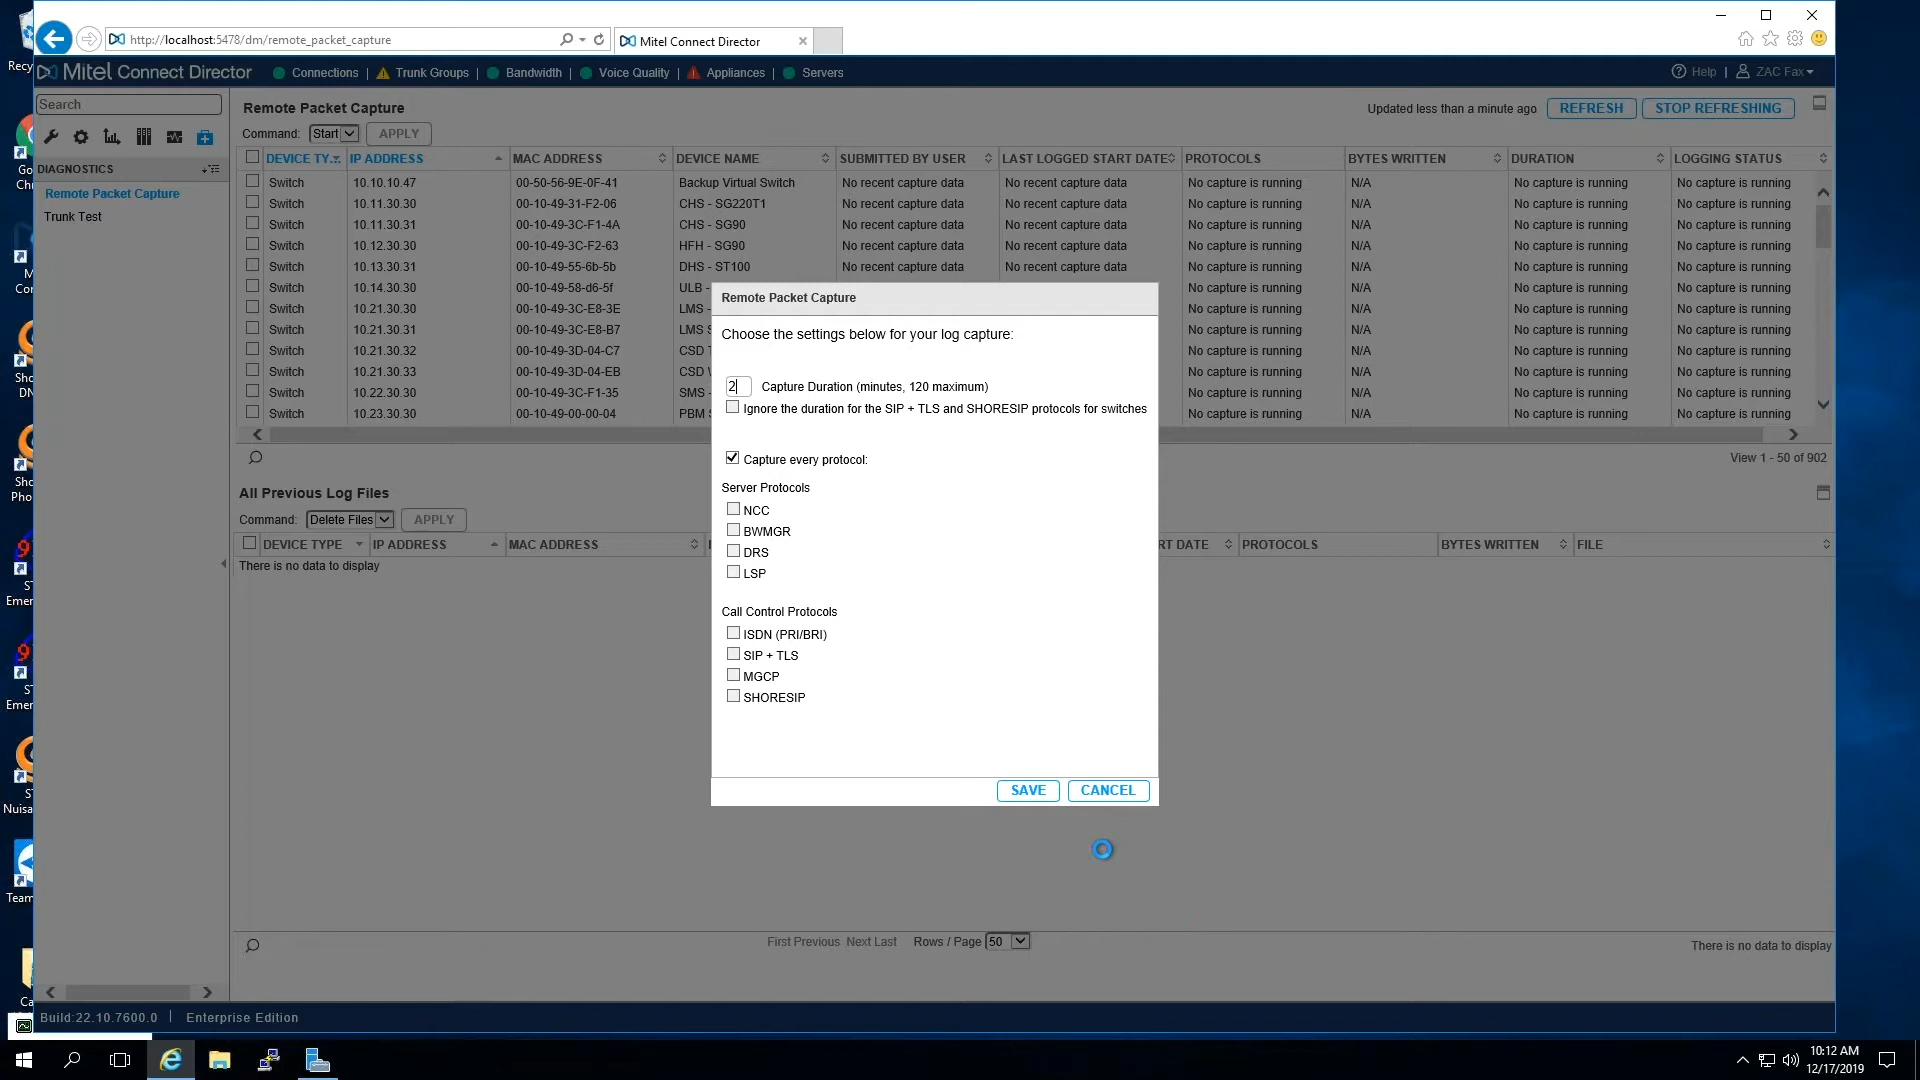 Recy
Go
Ch
M
Cor
Sho
DN
Sho
Pho
ST
Emer
ST
Emer
ST
Nuisa
Team
Ca
http://localhost:5478/dm/remote_packet_capture
Mitel Connect Director
Mitel Connect Director
Connections | Trunk Groups | Bandwidth | Voice Quality | Appliances | Servers
Help | ZAC Fax
Search
DIAGNOSTICS
Remote Packet Capture
Trunk Test
Remote Packet Capture
Updated less than a minute ago REFRESH STOP REFRESHING
Command: Start APPLY
DEVICE TY... IP ADDRESS MAC ADDRESS DEVICE NAME SUBMITTED BY USER LAST LOGGED START DATE PROTOCOLS BYTES WRITTEN DURATION LOGGING STATUS
Switch 10.10.10.47 00-50-56-9E-0F-41 Backup Virtual Switch No recent capture data No recent capture data No capture is running N/A No capture is running No capture is running
Switch 10.11.30.30 00-10-49-31-F2-06 CHS - SG220T1 No recent capture data No recent capture data No capture is running N/A No capture is running No capture is running
Switch 10.11.30.31 00-10-49-3C-F1-4A CHS - SG90 No recent capture data No recent capture data No capture is running N/A No capture is running No capture is running
Switch 10.12.30.30 00-10-49-3C-F2-63 HFH - SG90 No recent capture data No recent capture data No capture is running N/A No capture is running No capture is running
Switch 10.13.30.31 00-10-49-55-6b-5b DHS - ST100 No recent capture data No recent capture data No capture is running N/A No capture is running No capture is running
Switch 10.14.30.30 00-10-49-58-d6-5f ULB - No capture is running N/A No capture is running No capture is running
Switch 10.21.30.30 00-10-49-3C-E8-3E LMS - No capture is running N/A No capture is running No capture is running
Switch 10.21.30.31 00-10-49-3C-E8-B7 LMS No capture is running N/A No capture is running No capture is running
Switch 10.21.30.32 00-10-49-3D-04-C7 CSD No capture is running N/A No capture is running No capture is running
Switch 10.21.30.33 00-10-49-3D-04-EB CSD No capture is running N/A No capture is running No capture is running
Switch 10.22.30.30 00-10-49-3C-F1-35 SMS - No capture is running N/A No capture is running No capture is running
Switch 10.23.30.30 00-10-49-00-00-04 PBM No capture is running N/A No capture is running No capture is running
View 1 - 50 of 902
Remote Packet Capture
Choose the settings below for your log capture:
2 Capture Duration (minutes, 120 maximum)
Ignore the duration for the SIP + TLS and SHORESIP protocols for switches
Capture every protocol:
Server Protocols
NCC
BWMGR
DRS
LSP
Call Control Protocols
ISDN (PRI/BRI)
SIP + TLS
MGCP
SHORESIP
SAVE CANCEL
All Previous Log Files
Command: Delete Files APPLY
DEVICE TYPE IP ADDRESS MAC ADDRESS RT DATE PROTOCOLS BYTES WRITTEN FILE
There is no data to display
First Previous Next Last Rows / Page 50
There is no data to display
Build:22.10.7600.0 | Enterprise Edition
10:12 AM
12/17/2019